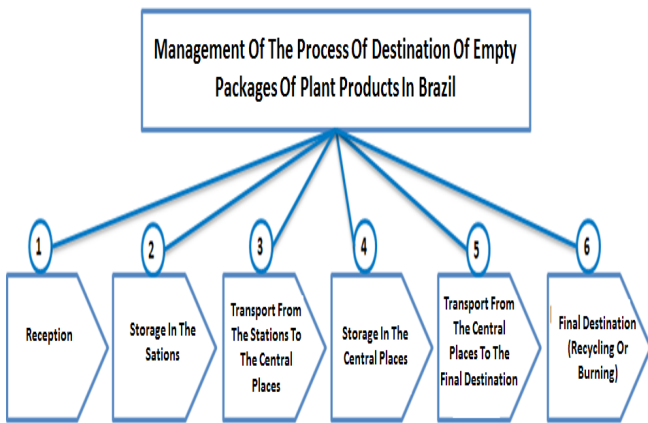 Management Of The Process Of Destination Of Empty
Packages Of Plant Products In Brazil
1
2
3
4
5
6
Reception
Storage In The
Sations
Transport From
The Stations To
The Central
Places
Storage In The
Central Places
Transport From
The Central
Places To The
Final Destination
Final Destination
(Recycling Or
Burning)